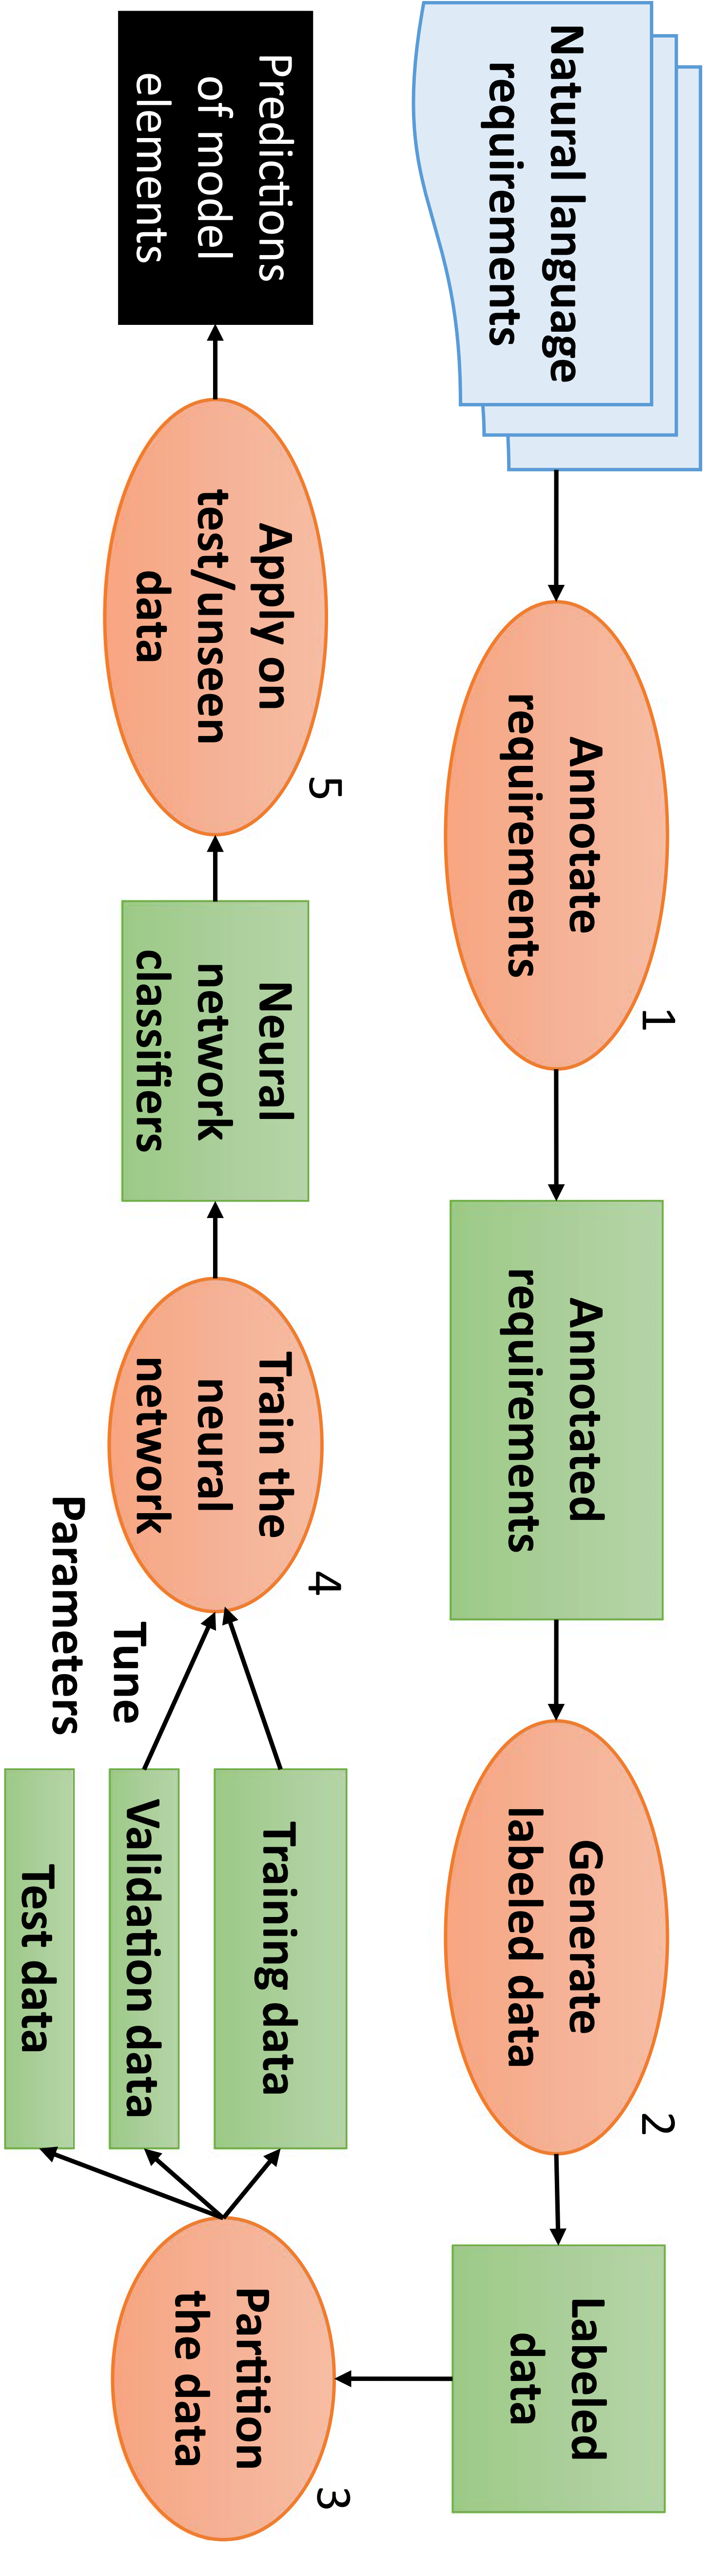 Natural language
requirements
Annotate
requirements
1
Annotated
requirements
Generate
labeled data
2
Labeled
data
Partition
the data
3
Training data
Validation data
Test data
Tune
Parameters
Train the
neural
network
4
Neural
network
classifiers
Apply on
test/unseen
data
5
Predictions
of model
elements